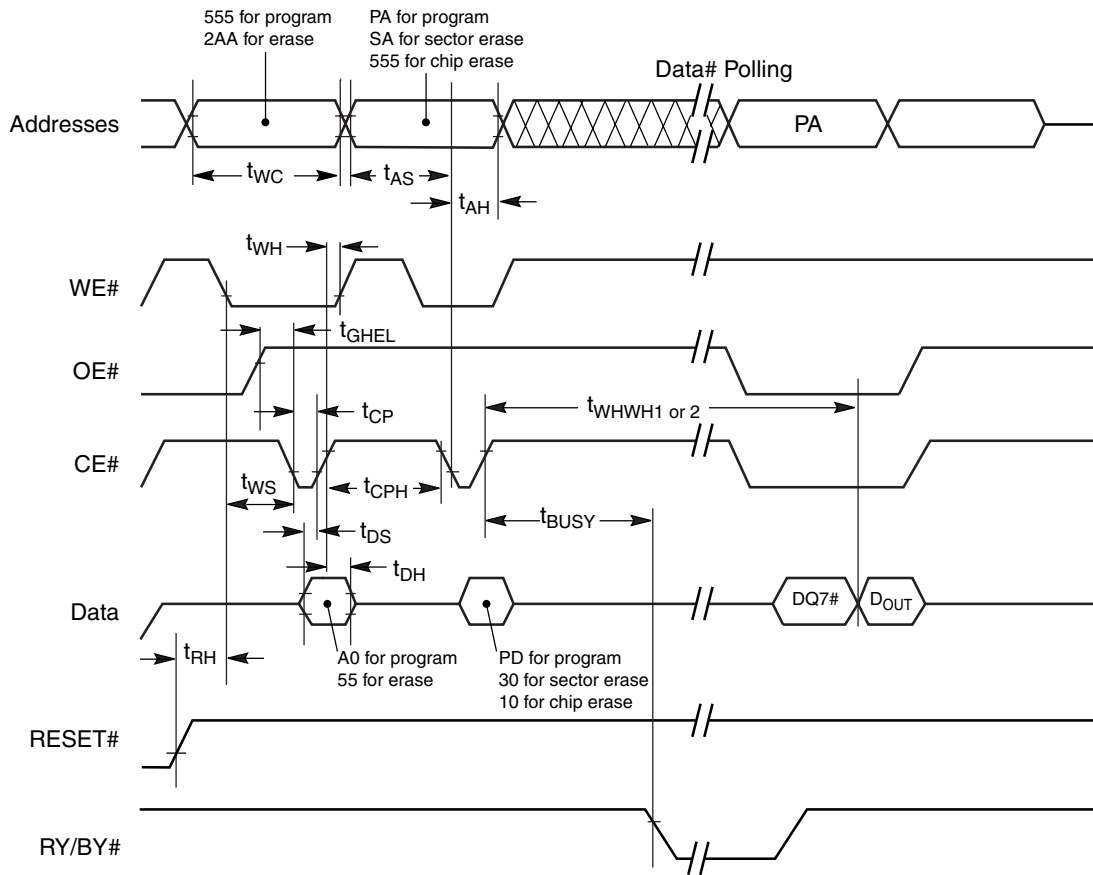 555 for program
2AA for erase
PA for program
SA for sector erase
555 for chip erase
Data# Polling
Addresses
PA
tWC
tAS
tAH
tWH
WE#
tGHEL
OE#
tCP
tWHWH1 or 2
CE#
tWS
tCPH
tBUSY
tDS
tDH
Data
DQ7#
DOUT
tRH
A0 for program
55 for erase
PD for program
30 for sector erase
10 for chip erase
RESET#
RY/BY#